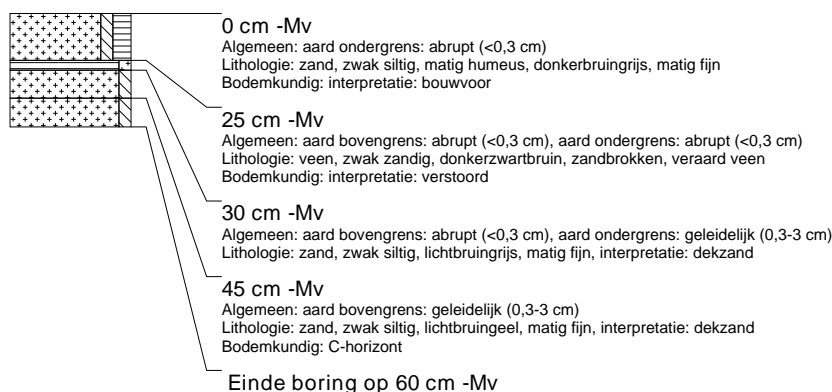 0 cm -Mv
Algemeen: aard ondergrens: abrupt (<0,3 cm)
Lithologie: zand, zwak siltig, matig humeus, donkerbruingrijs, matig fijn
Bodemkundig: interpretatie: bouwvoor
25 cm -Mv
Algemeen: aard bovengrens: abrupt (<0,3 cm), aard ondergrens: abrupt (<0,3 cm)
Lithologie: veen, zwak zandig, donkerzwartbruin, zandbrokken, veraard veen
Bodemkundig: interpretatie: verstoord
30 cm -Mv
Algemeen: aard bovengrens: abrupt (<0,3 cm), aard ondergrens: geleidelijk (0,3-3 cm)
Lithologie: zand, zwak siltig, lichtbruingrijs, matig fijn, interpretatie: dekzand
45 cm -Mv
Algemeen: aard bovengrens: geleidelijk (0,3-3 cm)
Lithologie: zand, zwak siltig, lichtbruingeel, matig fijn, interpretatie: dekzand
Bodemkundig: C-horizont
Einde boring op 60 cm -Mv